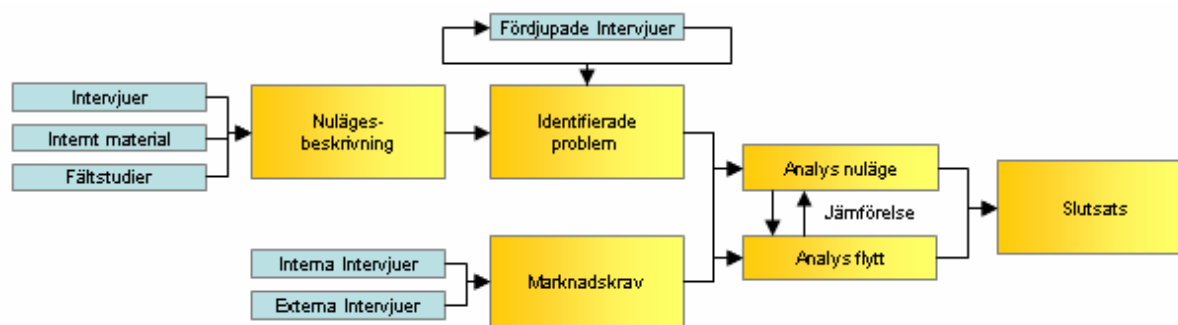 Fördjupade Intervjuer
Intervjuer
Internt material
Fältstudier
Nuläges-
beskrivning
Identifierade
problem
Analys nuläge
Jämförelse
Analys flytt
Slutsats
Interna Intervjuer
Externa Intervjuer
Marknadskrav